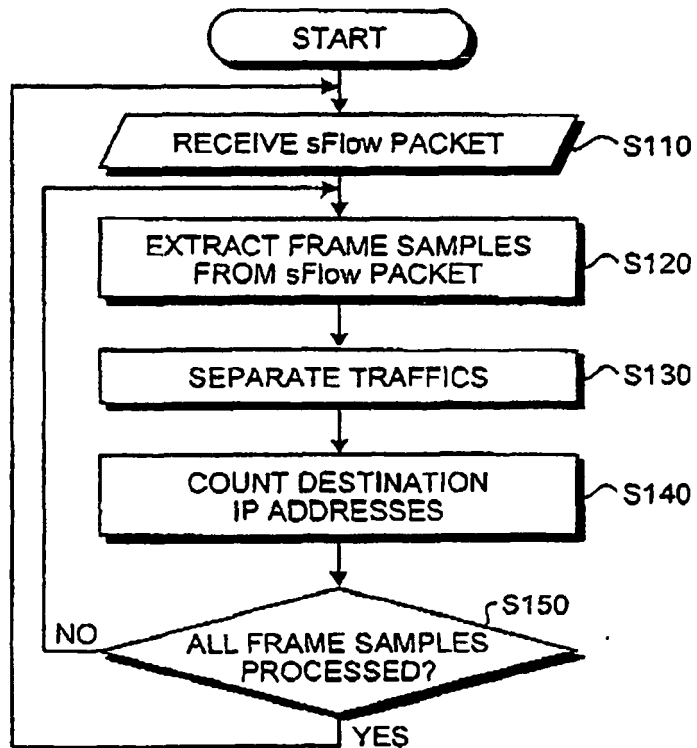 START
RECEIVE sFlow PACKET
S110
EXTRACT FRAME SAMPLES
FROM sFlow PACKET
S120
SEPARATE TRAFFICS
S130
COUNT DESTINATION
IP ADDRESSES
S140
S150
NO
ALL FRAME SAMPLES
PROCESSED?
YES